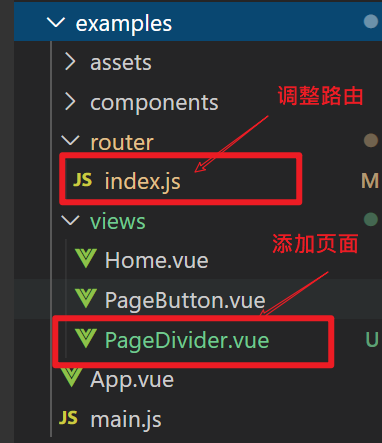 examples
assets
components
调整路由
router
JS index.js M
views
添加页面
Home.vue
PageButton.vue
PageDivider.vue U
App.vue
JS main.js